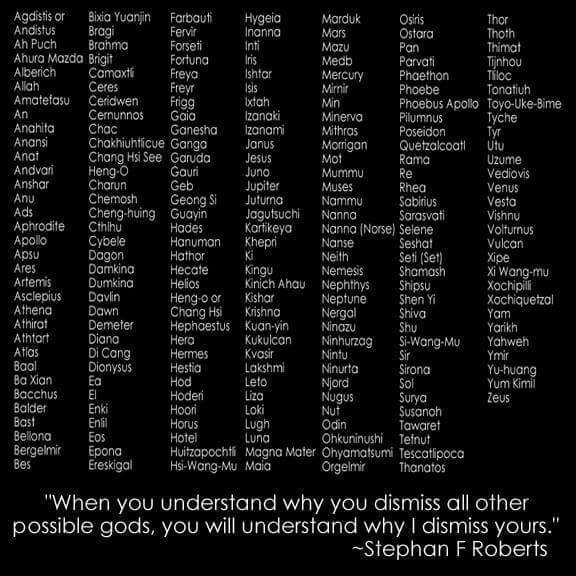 Agdistis or
Andistus
Ah Puch
Ahura Mazda
Alberich
Allah
Amatefasu
An
Anahita
Anansi
Anat
Andvari
Anshar
Anu
Ads
Aphrodite
Apollo
Apsu
Ares
Artemis
Asclepius
Athena
Athirat
Athtart
Atlas
Baal
Ba Xian
Bacchus
Balder
Bast
Bellona
Bergelmir
Bes
Bixia Yuanjin
Bragi
Brahma
Brigit
Camaxtli
Ceres
Ceridwen
Cernunnos
Chac
Chakhiuhtlicue
Chang Hsi See
Heng-O
Charun
Chemosh
Cheng-huing
Cthlhu
Cybele
Dagon
Damkina
Dumkina
Davlin
Dawn
Demeter
Diana
Di Cang
Dionysus
Ea
El
Enki
Enlil
Eos
Epona
Ereskigal
Farbauti
Fervir
Forseti
Fortuna
Freya
Freyr
Frigg
Gaia
Ganesha
Ganga
Garuda
Gauri
Geb
Geong Si
Guayin
Hades
Hanuman
Hathor
Hecate
Helios
Heng-o or
Chang Hsi
Hephaestus
Hera
Hermes
Hestia
Hod
Hoderi
Hoori
Horus
Hotel
Huitzapochtli
Hsi-Wang-Mu
Hygeia
Inanna
Inti
Iris
Ishtar
Isis
Ixtah
Izanaki
Izanami
Janus
Jesus
Juno
Jupiter
Juturna
Jagutsuchi
Kartikeya
Khepri
Ki
Kingu
Kinich Ahau
Kishar
Krishna
Kuan-yin
Kukulcan
Kvasir
Lakshmi
Leto
Liza
Loki
Lugh
Luna
Magna Mater
Maia
Marduk
Mars
Mazu
Medb
Mercury
Mimir
Min
Minerva
Mithras
Morrigan
Mot
Mummu
Muses
Nammu
Nanna
Nanna (Norse)
Nanse
Neith
Nemesis
Nephthys
Neptune
Nergal
Ninazu
Ninhurzag
Nintu
Ninurta
Njord
Nugus
Nut
Odin
Ohkuninushi
Ohyamatsumi
Orgelmir
Osiris
Ostara
Pan
Parvati
Phaethon
Phoebe
Phoebus Apollo
Pilumnus
Poseidon
Quetzalcoatl
Rama
Re
Rhea
Sabirius
Sarasvati
Selene
Seshat
Seti (Set)
Shamash
Shipsu
Shen Yi
Shiva
Shu
Si-Wang-Mu
Sir
Sirona
Sol
Surya
Susanoh
Tawaret
Tefnut
Tescatlipoca
Thanatos
Thor
Thoth
Thimat
Tijnhou
Tliloc
Tonatiuh
Toyo-Uke-Bime
Tyche
Tyr
Utu
Uzume
Vediovis
Venus
Vesta
Vishnu
Volturnus
Vulcan
Xipe
Xi Wang-mu
Xochipilli
Xochiquetzal
Yam
Yarikh
Yahweh
Ymir
Yu-huang
Yum Kimil
Zeus
"When you understand why you dismiss all other
possible gods, you will understand why I dismiss yours."
~Stephan F Roberts